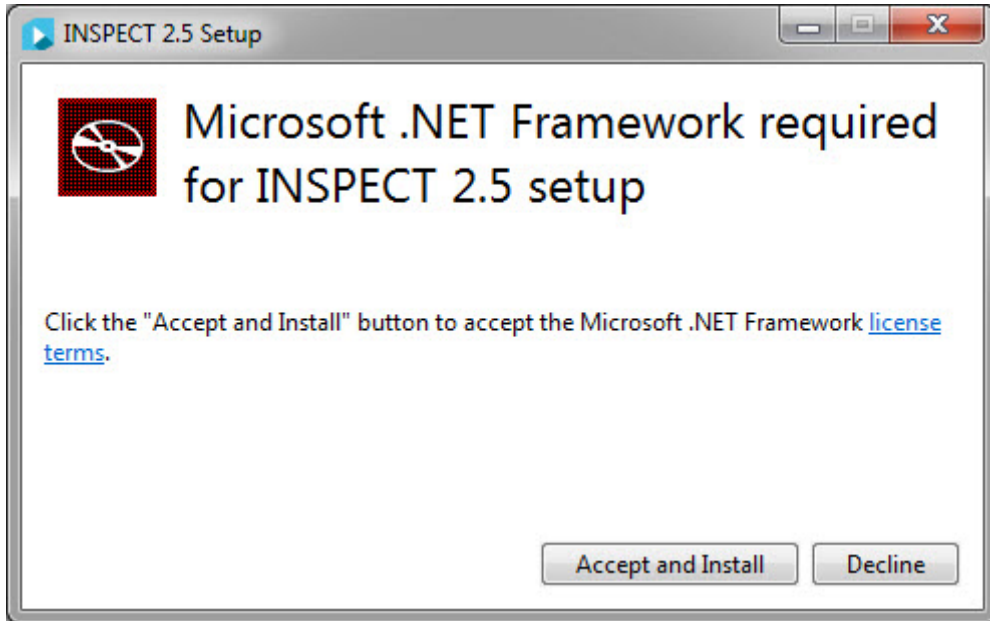 INSPECT 2.5 Setup
Microsoft .NET Framework required
for INSPECT 2.5 setup
Click the "Accept and Install" button to accept the Microsoft .NET Framework license
terms.
Accept and Install
Decline